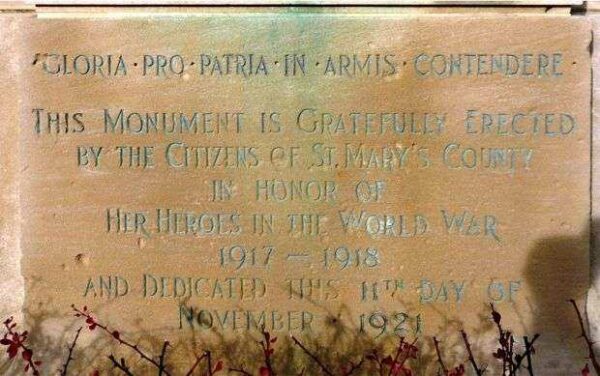 GLORIA · PRO · PATRIA · IN · ARMIS · CONTENDERE ·
THIS MONUMENT IS GRATEFULLY ERECTED
BY THE CITIZENS OF ST. MARY'S COUNTY
IN HONOR OF
HER HEROES IN THE WORLD WAR
1917 — 1918
AND DEDICATED THIS 11TH DAY OF
NOVEMBER 1921